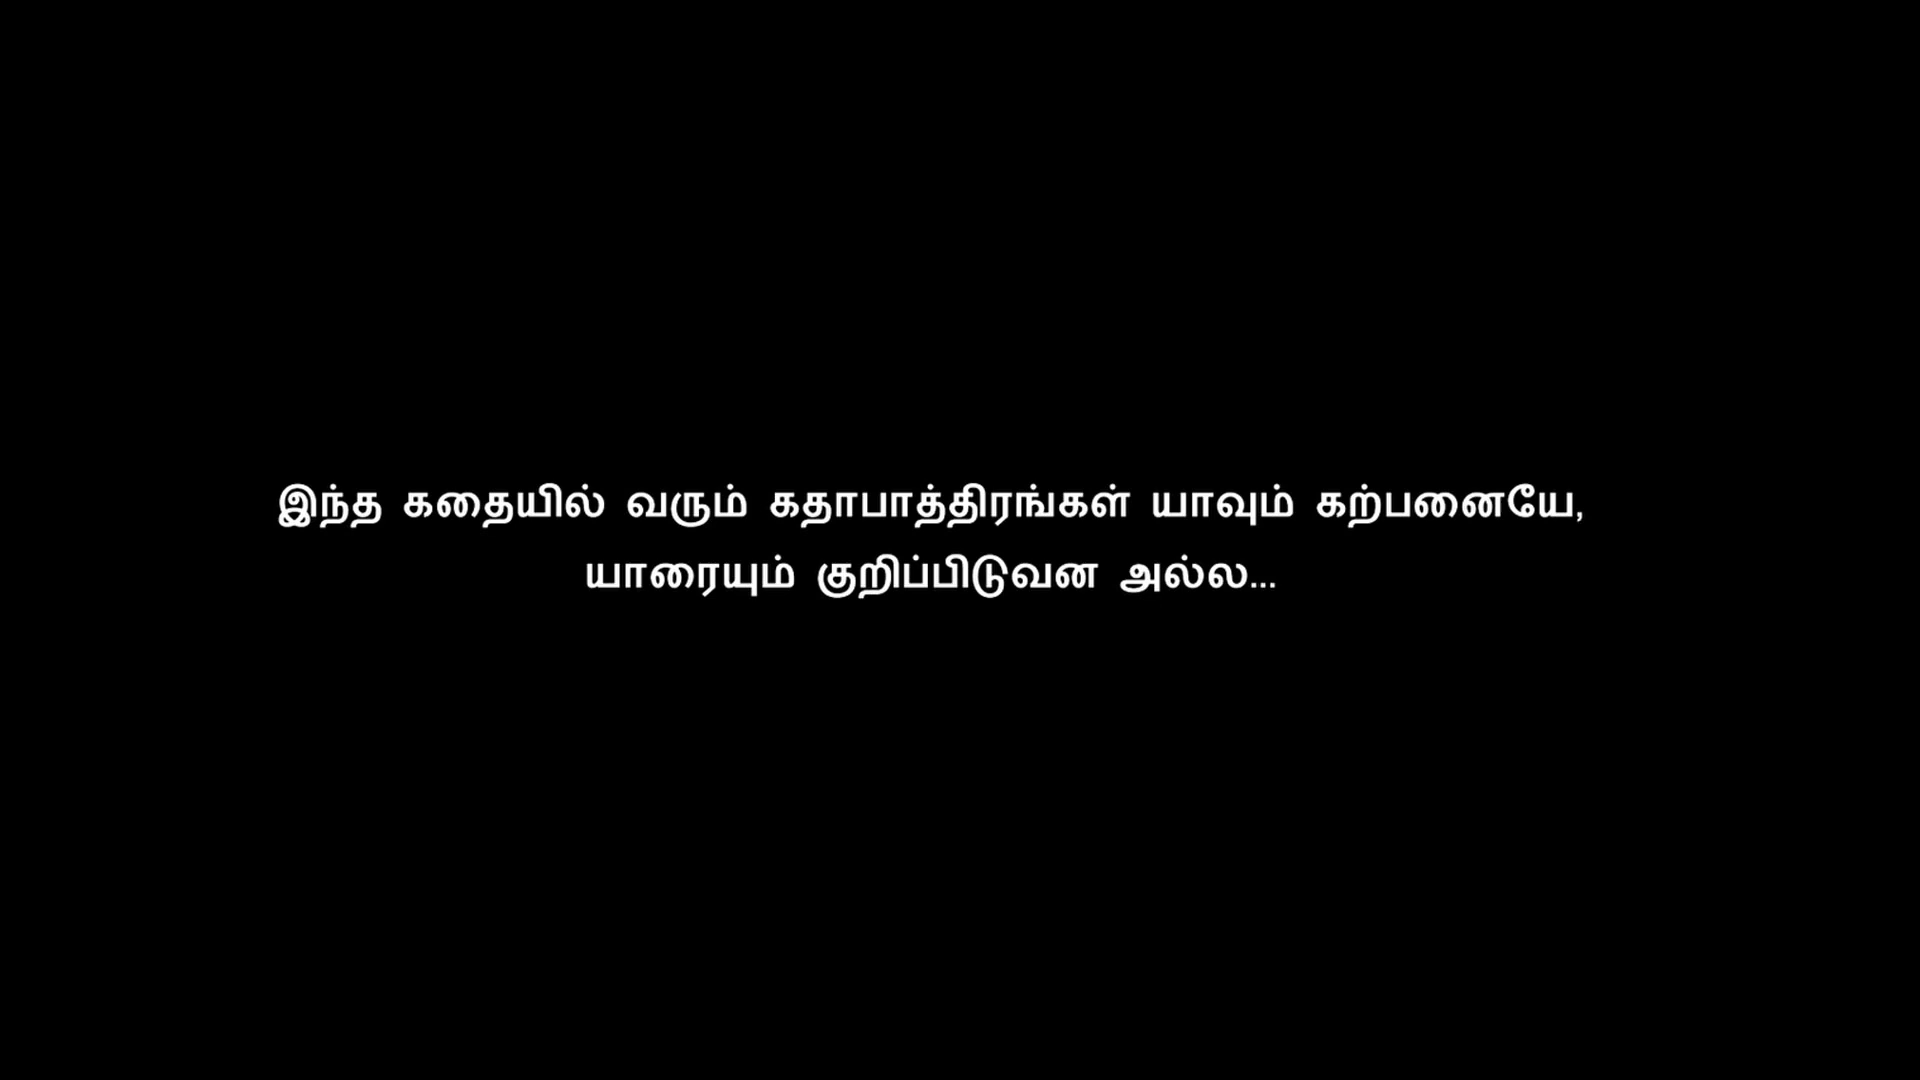 இந்த கதையில் வரும் கதாபாத்திரங்கள் யாவும் கற்பனையே,
யாரையும் குறிப்பிடுவன அல்ல...